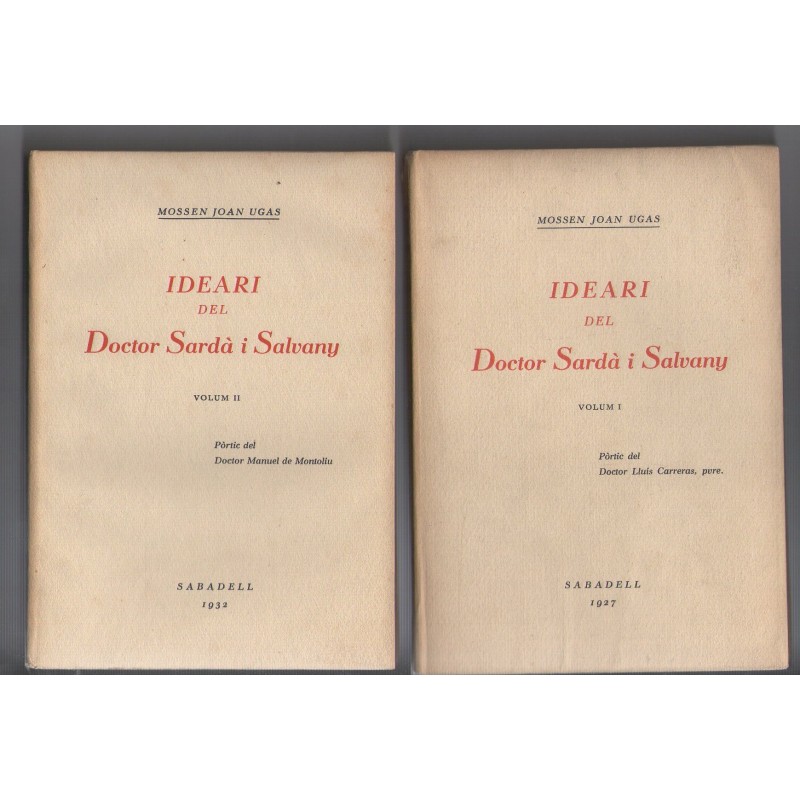 MOSSEN JOAN UGAS
IDEARI
DEL
Doctor Sardà i Salvany
VOLUM II
Pòrtic del
Doctor Manuel de Montoliu
SABADELL
1932
MOSSEN JOAN UGAS
IDEARI
DEL
Doctor Sardà i Salvany
VOLUM I
Pòrtic del
Doctor Lluis Carreras, pvre.
SABADELL
1927